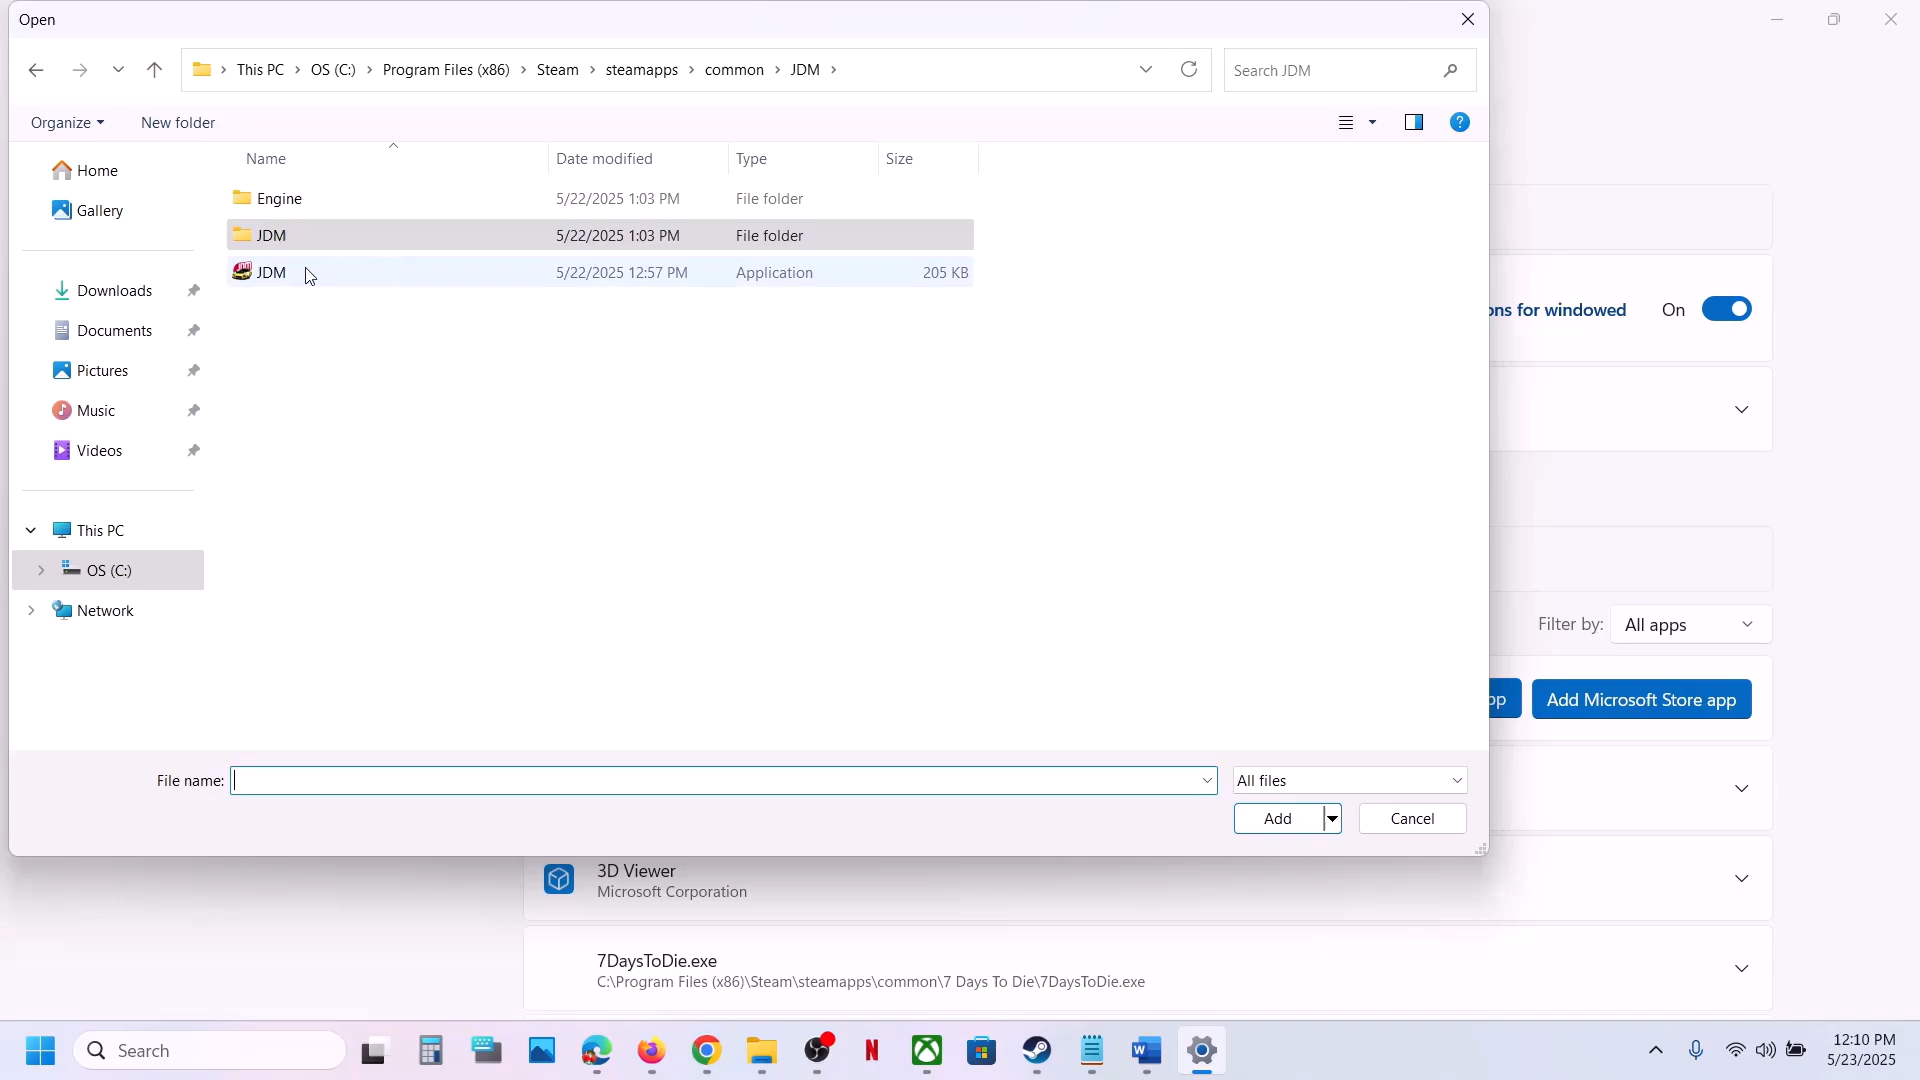 Open
This PC > OS (C:) > Program Files (x86) > Steam > steamapps > common > JDM >
Search JDM
Organize
New folder
Name
Date modified
Type
Size
Home
Gallery
Downloads
Documents
Pictures
Music
Videos
This PC
OS (C:)
Network
Engine 5/22/2025 1:03 PM File folder
JDM 5/22/2025 1:03 PM File folder
JDM 5/22/2025 12:57 PM Application 205 KB
File name:
All files
Add
Cancel
ons for windowed
On
Filter by:
All apps
Add Microsoft Store app
3D Viewer
Microsoft Corporation
7DaysToDie.exe
C:\Program Files (x86)\Steam\steamapps\common\7 Days To Die\7DaysToDie.exe
Search
12:10 PM
5/23/2025